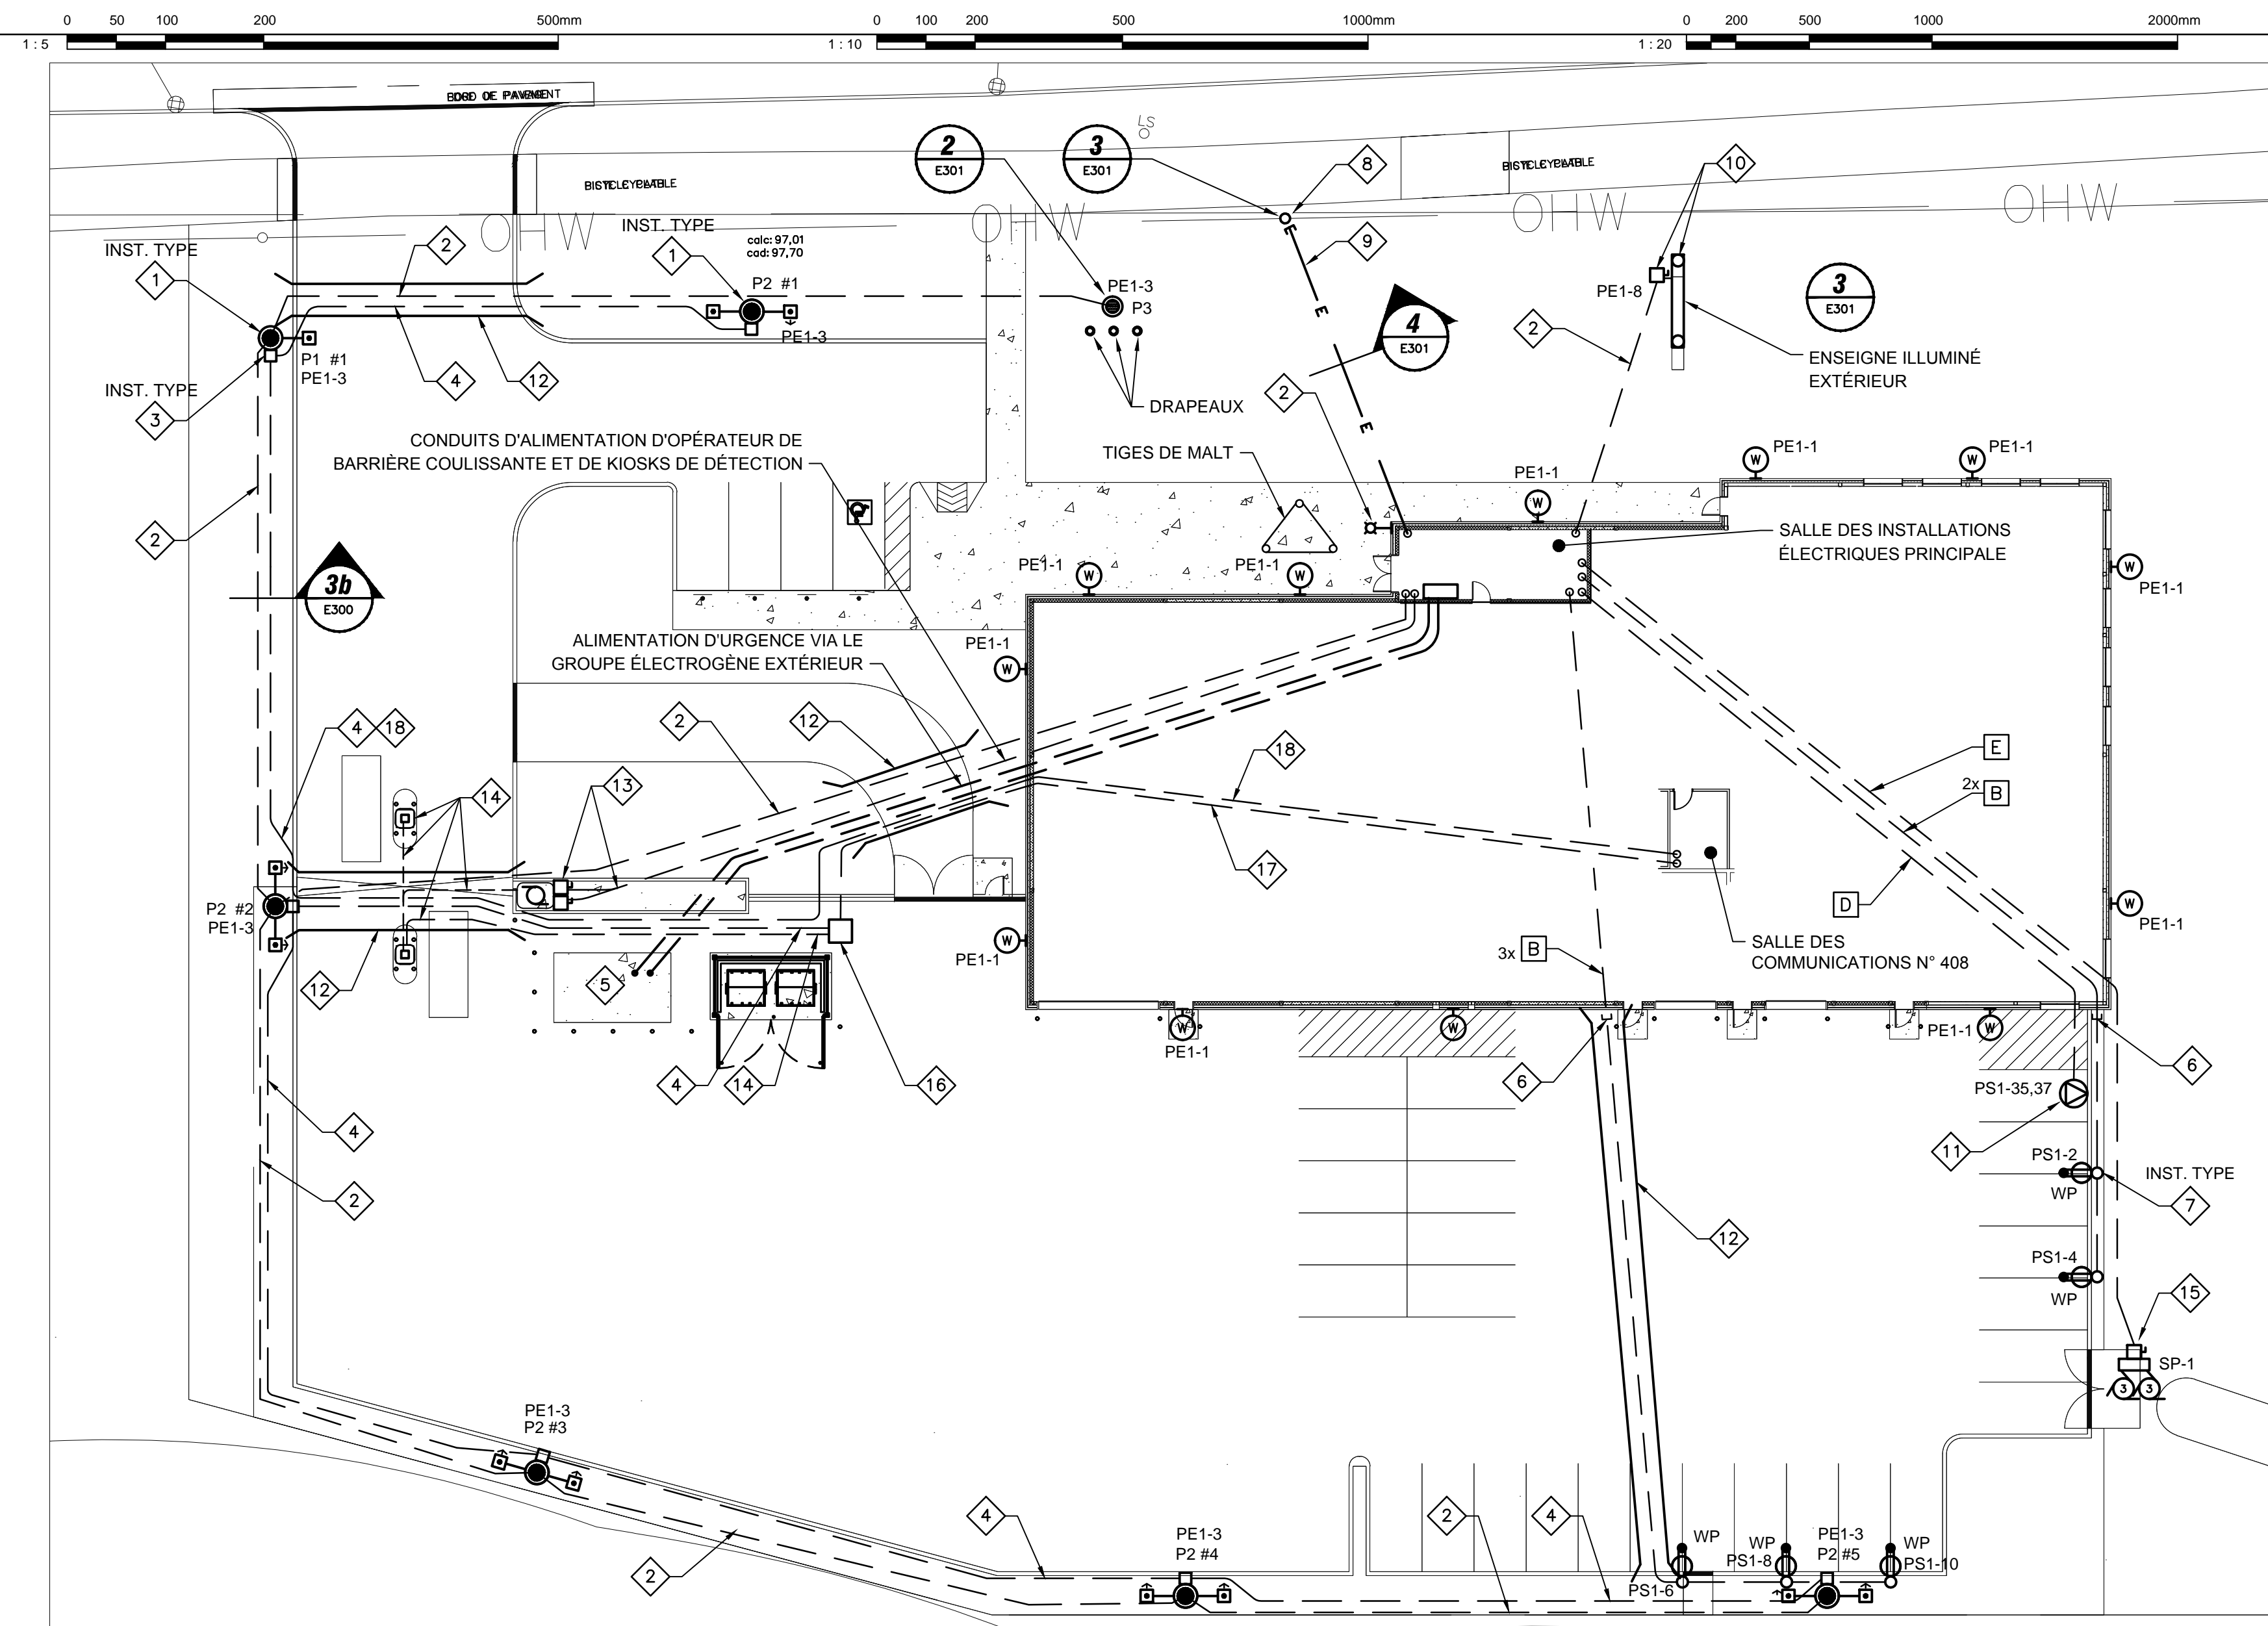 0 50 100 200 500mm
1 : 5
0 100 200 500 1000mm
1 : 10
0 200 500 1000 2000mm
1 : 20
LS
2
E301
3
E301
8
10
OHW
OHW
OHW
OHW
INST. TYPE
1
2
INST. TYPE
calc: 97,01
cad: 97,70
1
P2 #1
PE1-3
PE1-3
P3
9
PE1-8
3
E301
4
E301
2
ENSEIGNE ILLUMINÉ
EXTÉRIEUR
P1 #1
PE1-3
4
12
INST. TYPE
3
DRAPEAUX
2
CONDUITS D'ALIMENTATION D'OPÉRATEUR DE
BARRIÈRE COULISSANTE ET DE KIOSKS DE DÉTECTION
TIGES DE MALT
PE1-1
W
PE1-1
W
PE1-1
W
2
SALLE DES INSTALLATIONS
ÉLECTRIQUES PRINCIPALE
3b
E300
PE1-1
W
PE1-1
W
W
PE1-1
ALIMENTATION D'URGENCE VIA LE
GROUPE ÉLECTROGÈNE EXTÉRIEUR
PE1-1
W
4
18
2
12
18
E
2x
B
14
13
17
D
P2 #2
PE1-3
W
PE1-1
W
PE1-1
3x
B
SALLE DES
COMMUNICATIONS N° 408
12
5
W
PE1-1
W
PE1-1
W
4
14
16
6
6
PS1-35,37
11
4
2
PS1-2
WP
INST. TYPE
7
12
PS1-4
WP
15
SP-1
3
3
PE1-3
P2 #3
4
2
4
2
PE1-3
P2 #4
WP
PS1-6
WP
PS1-8
PE1-3
P2 #5
WP
PS1-10